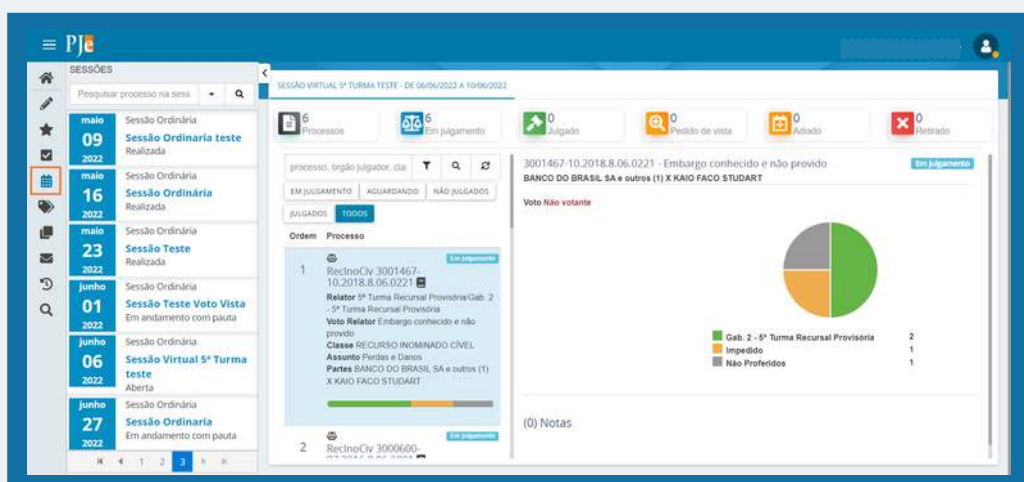 PJe
SESSÕES
Pesquisar processo na sess
maio
09
2022
Sessão Ordinária
Sessão Ordinaria teste
Realizada
maio
16
2022
Sessão Ordinária
Sessão Ordinária
Realizada
maio
23
2022
Sessão Ordinária
Sessão Teste
Realizada
junho
01
2022
Sessão Ordinária
Sessão Teste Voto Vista
Em andamento com pauta
junho
06
2022
Sessão Ordinária
Sessão Virtual 5ª Turma
teste
Aberta
junho
27
2022
Sessão Ordinária
Sessão Ordinaria
Em andamento com pauta
1 2 3
SESSÃO VIRTUAL 5ª TURMA TESTE - DE 06/06/2022 A 10/06/2022
6
Processos
6
Em julgamento
0
Julgado
0
Pedido de vista
0
Adiado
0
Retirado
processo, órgão julgador, clas
EM JULGAMENTO AGUARDANDO NÃO JULGADOS
JULGADOS TODOS
Ordem Processo
1
Em julgamento
RecInoCiv 3001467-
10.2018.8.06.0221
Relator 5ª Turma Recursal Provisória/Gab. 2
- 5ª Turma Recursal Provisória
Voto Relator Embargo conhecido e não
provido
Classe RECURSO INOMINADO CÍVEL
Assunto Perdas e Danos
Partes BANCO DO BRASIL SA e outros (1)
X KAIO FACO STUDART
2
Em julgamento
RecInoCiv 3000600-
3001467-10.2018.8.06.0221 - Embargo conhecido e não provido
Em julgamento
BANCO DO BRASIL SA e outros (1) X KAIO FACO STUDART
Voto Não votante
Gab. 2 - 5ª Turma Recursal Provisória 2
Impedido 1
Não Proferidos 1
(0) Notas